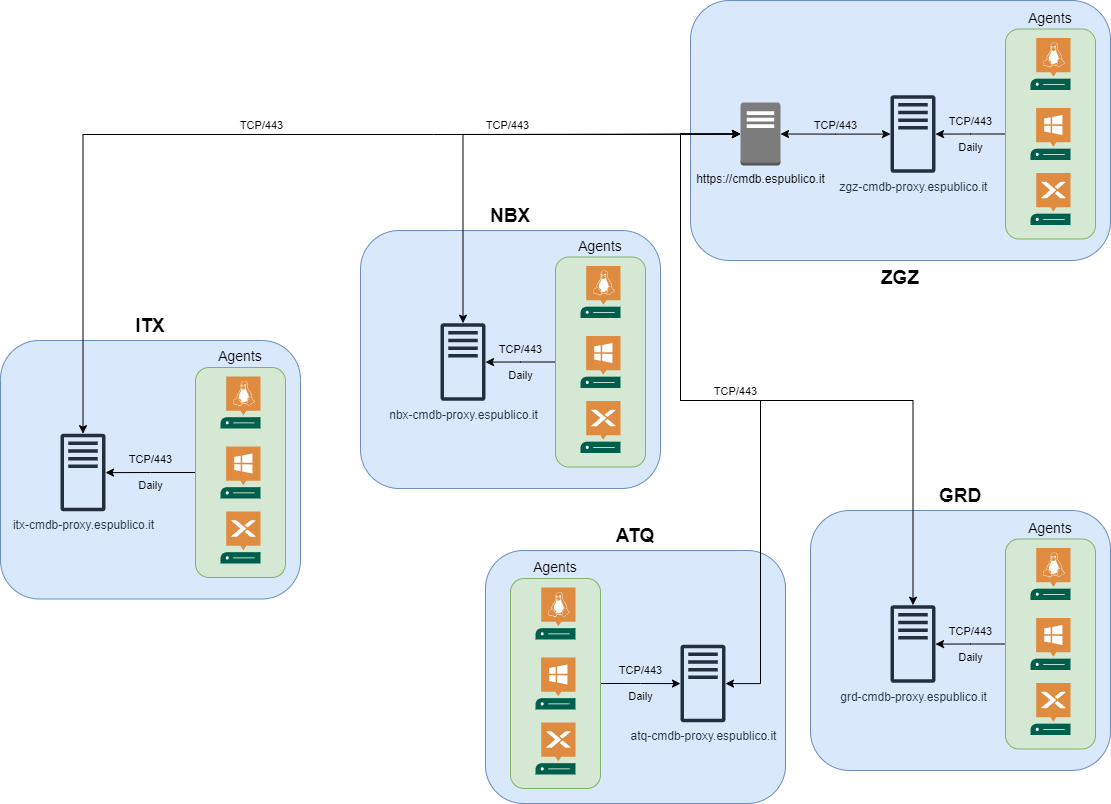 Agents
TCP/443
TCP/443
TCP/443
TCP/443
Daily
https://cmdb.espublico.it
zgz-cmdb-proxy.espublico.it
ZGZ
NBX
Agents
TCP/443
Daily
nbx-cmdb-proxy.espublico.it
ITX
Agents
TCP/443
Daily
itx-cmdb-proxy.espublico.it
TCP/443
ATQ
Agents
TCP/443
Daily
atq-cmdb-proxy.espublico.it
GRD
Agents
TCP/443
Daily
grd-cmdb-proxy.espublico.it